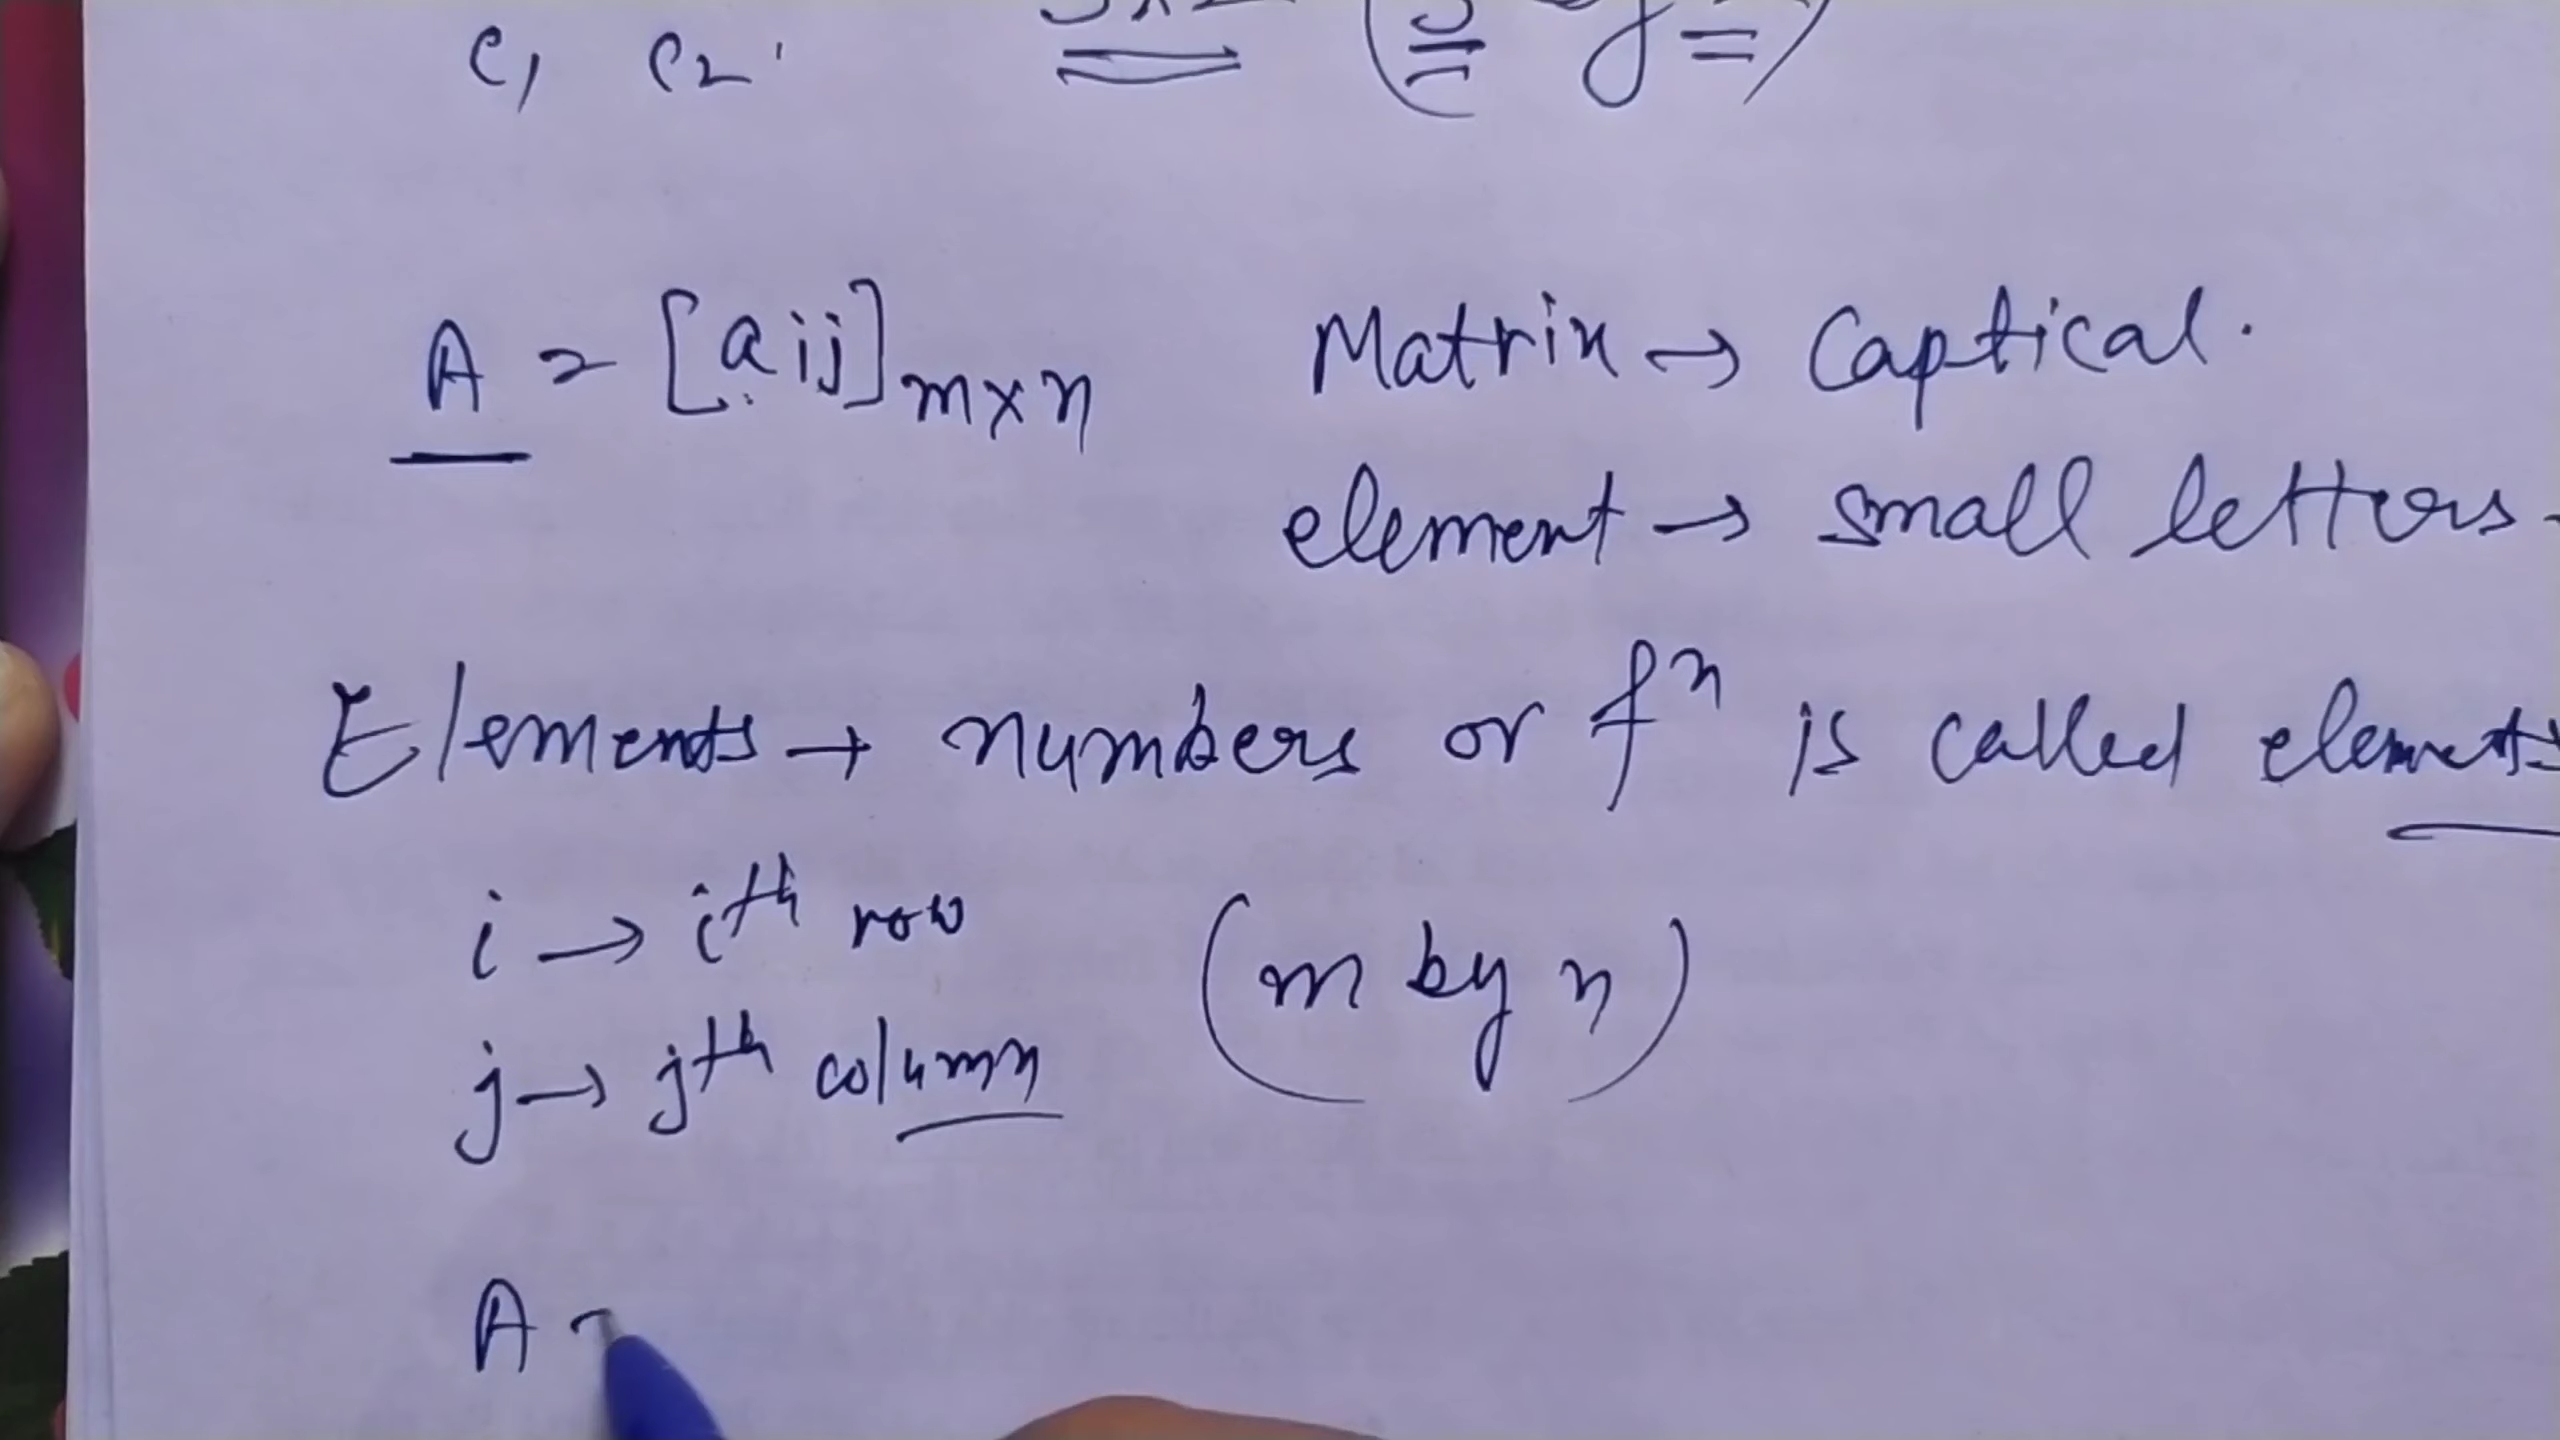 C1 C2
A = [aij]m×n Matrix → Captical.
element → small letters.
Elements → numbers or fⁿ is called elements
i → ith row (m by n)
j → jth column
A